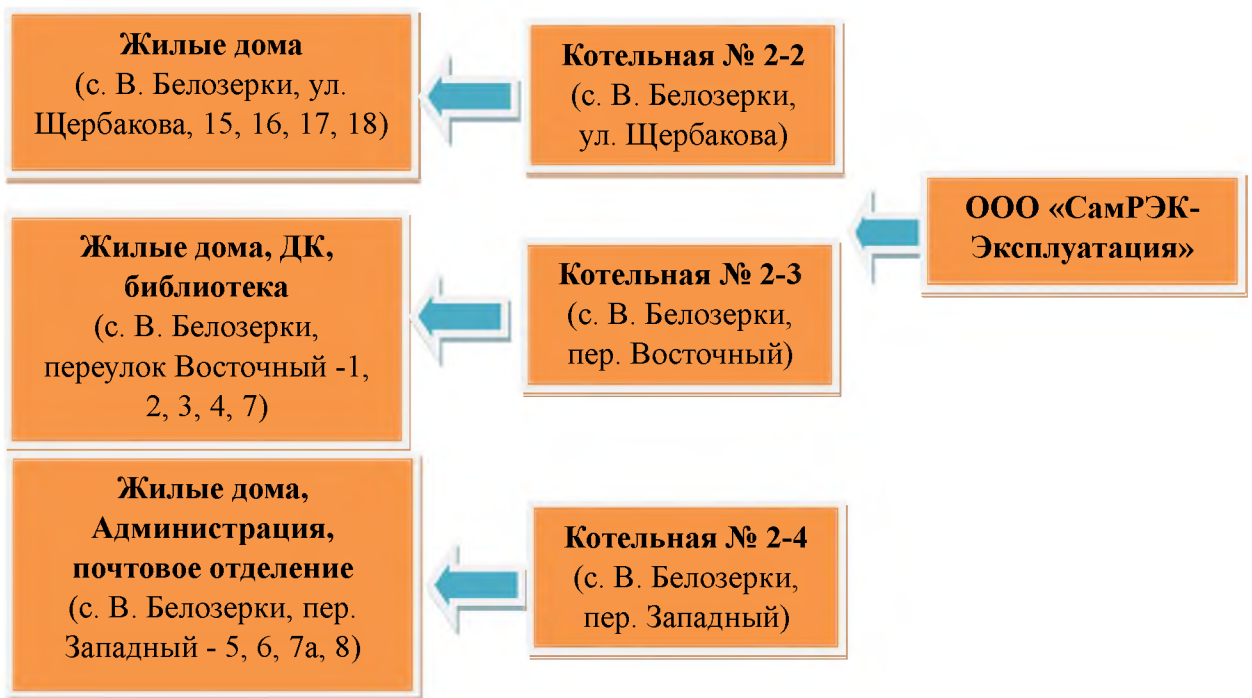 Жилые дома
(с. В. Белозерки, ул.
Щербакова, 15, 16, 17, 18)
Котельная № 2-2
(с. В. Белозерки,
ул. Щербакова)
ООО «СамРЭК-
Эксплуатация»
Жилые дома, ДК,
библиотека
(с. В. Белозерки,
переулок Восточный -1,
2, 3, 4, 7)
Котельная № 2-3
(с. В. Белозерки,
пер. Восточный)
Жилые дома,
Администрация,
почтовое отделение
(с. В. Белозерки, пер.
Западный - 5, 6, 7а, 8)
Котельная № 2-4
(с. В. Белозерки,
пер. Западный)